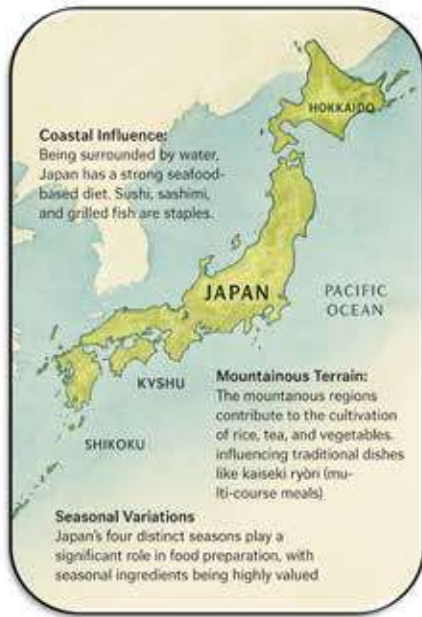 HOKKAIDO
Coastal Influence:
Being surrounded by water,
Japan has a strong seafood-
based diet. Sushi, sashimi,
and grilled fish are staples.
JAPAN
PACIFIC
OCEAN
KVSHU
SHIKOKU
Mountainous Terrain:
The mountanous regions
contribute to the cultivation
of rice, tea, and vegetables.
influencing traditional dishes
like kaiseki ryōri (mu-
lti-course meals)
Seasonal Variations
Japan's four distinct seasons play a
significant role in food preparation, with
seasonal ingredients being highly valued